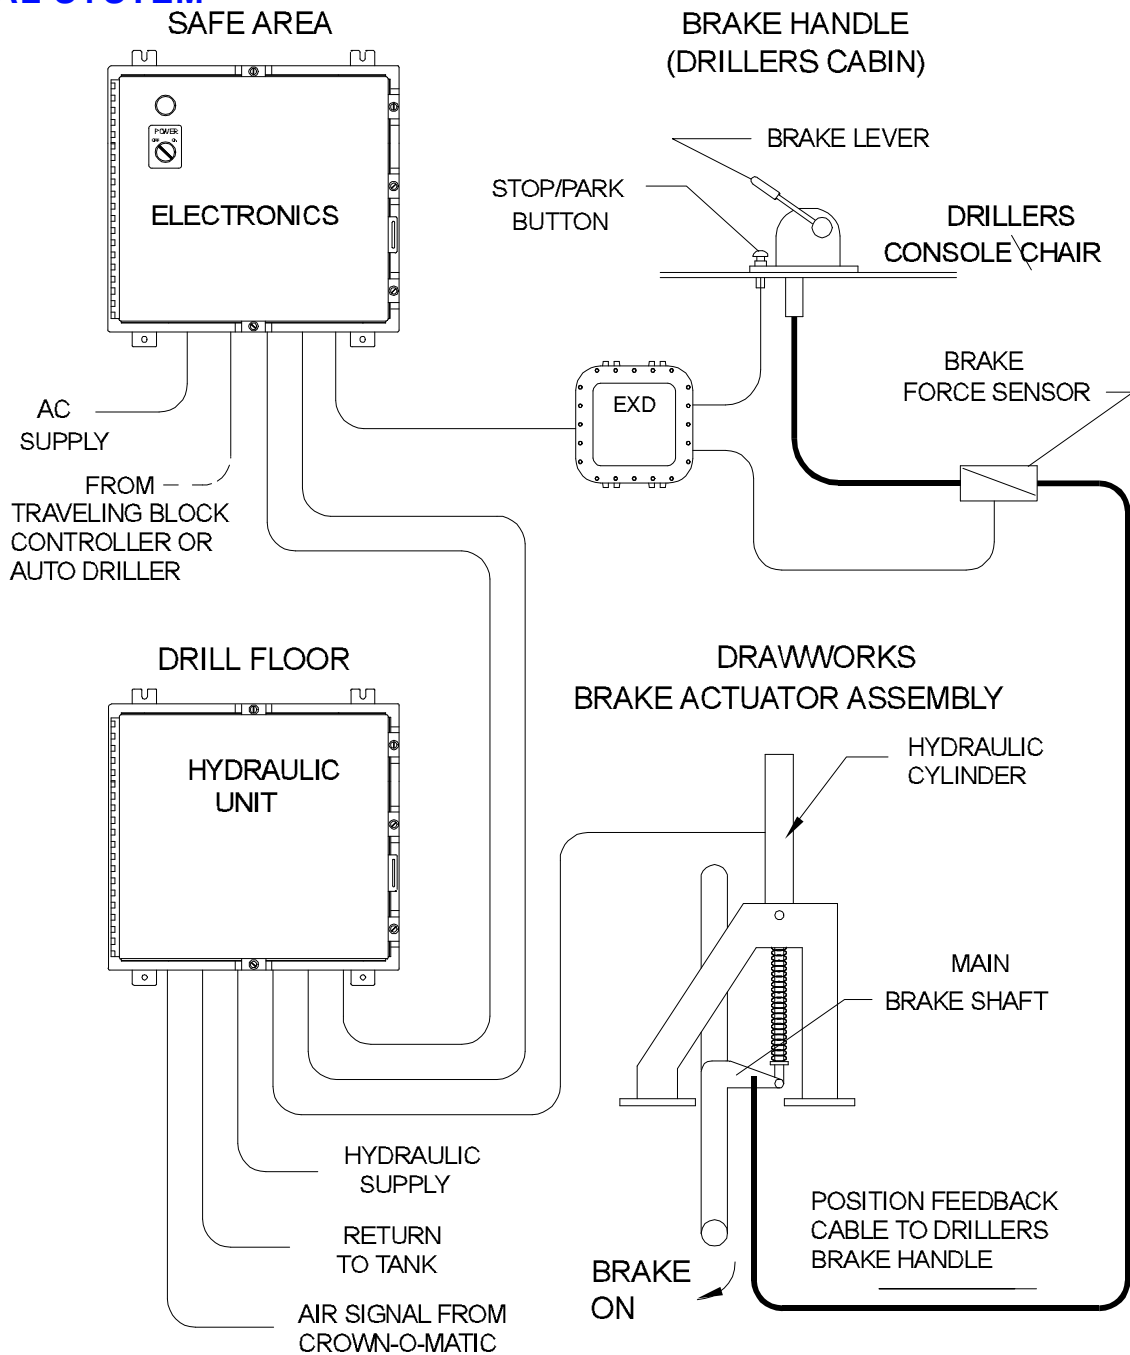 SYSTEM
SAFE AREA
BRAKE HANDLE
(DRILLERS CABIN)
POWER
OFF ON
ELECTRONICS
BRAKE LEVER
STOP/PARK
BUTTON
DRILLERS
CONSOLE CHAIR
BRAKE
FORCE SENSOR
EXD
AC
SUPPLY
FROM
TRAVELING BLOCK
CONTROLLER OR
AUTO DRILLER
DRILL FLOOR
DRAWWORKS
BRAKE ACTUATOR ASSEMBLY
HYDRAULIC
UNIT
HYDRAULIC
CYLINDER
MAIN
BRAKE SHAFT
HYDRAULIC
SUPPLY
RETURN
TO TANK
AIR SIGNAL FROM
CROWN-O-MATIC
POSITION FEEDBACK
CABLE TO DRILLERS
BRAKE HANDLE
BRAKE
ON